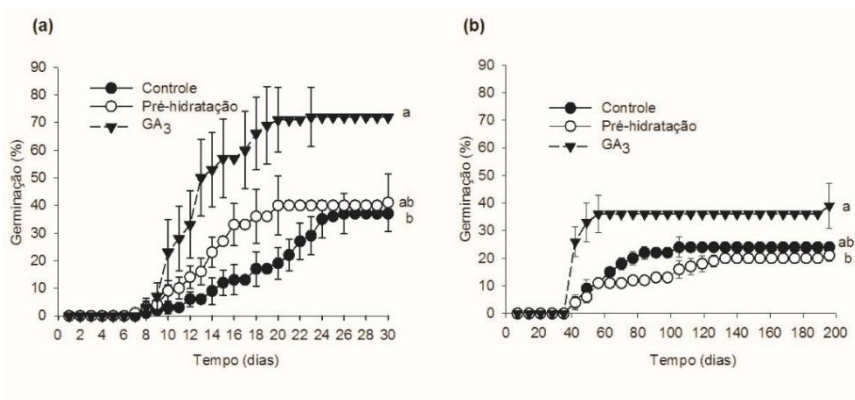 (a)
90
80
70
60
50
40
30
20
10
0
Germinação (%)
Controle
Pré-hidratação
GA3
a
ab
b
0 2 4 6 8 10 12 14 16 18 20 22 24 26 28 30
Tempo (dias)
(b)
90
80
70
60
50
40
30
20
10
0
Germinação (%)
Controle
Pré-hidratação
GA3
a
ab
b
0 20 40 60 80 100 120 140 160 180 200
Tempo (dias)